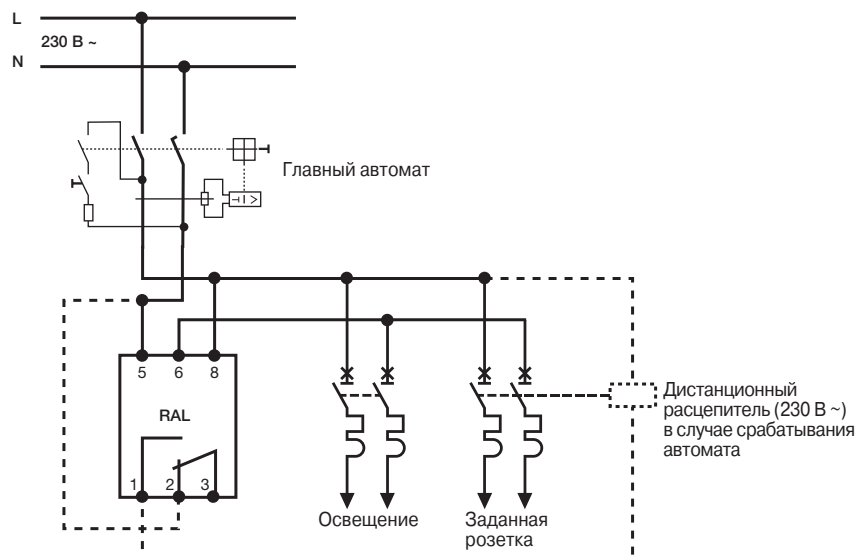 L
230 В ~
N
Главный автомат
5 6 8
RAL
1 2 3
Дистанционный
расцепитель (230 В ~)
в случае срабатывания
автомата
Освещение
Заданная
розетка